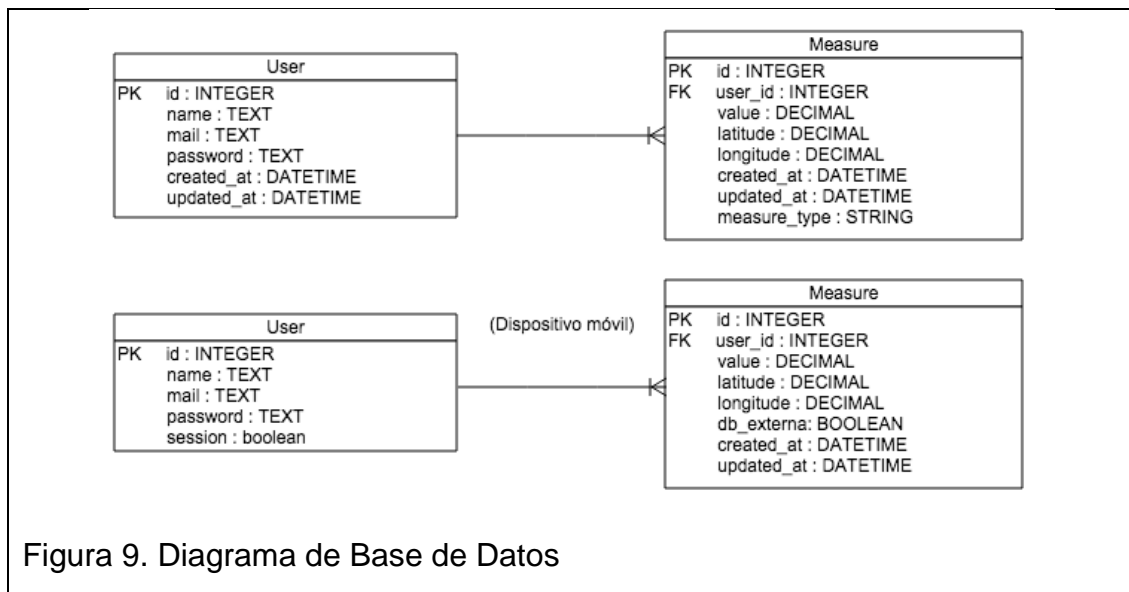 User
PK id : INTEGER
name : TEXT
mail : TEXT
password : TEXT
created_at : DATETIME
updated_at : DATETIME
Measure
PK id : INTEGER
FK user_id : INTEGER
value : DECIMAL
latitude : DECIMAL
longitude : DECIMAL
created_at : DATETIME
updated_at : DATETIME
measure_type : STRING
User
PK id : INTEGER
name : TEXT
mail : TEXT
password : TEXT
session : boolean
(Dispositivo móvil)
Measure
PK id : INTEGER
FK user_id : INTEGER
value : DECIMAL
latitude : DECIMAL
longitude : DECIMAL
db_externa: BOOLEAN
created_at : DATETIME
updated_at : DATETIME
Figura 9. Diagrama de Base de Datos